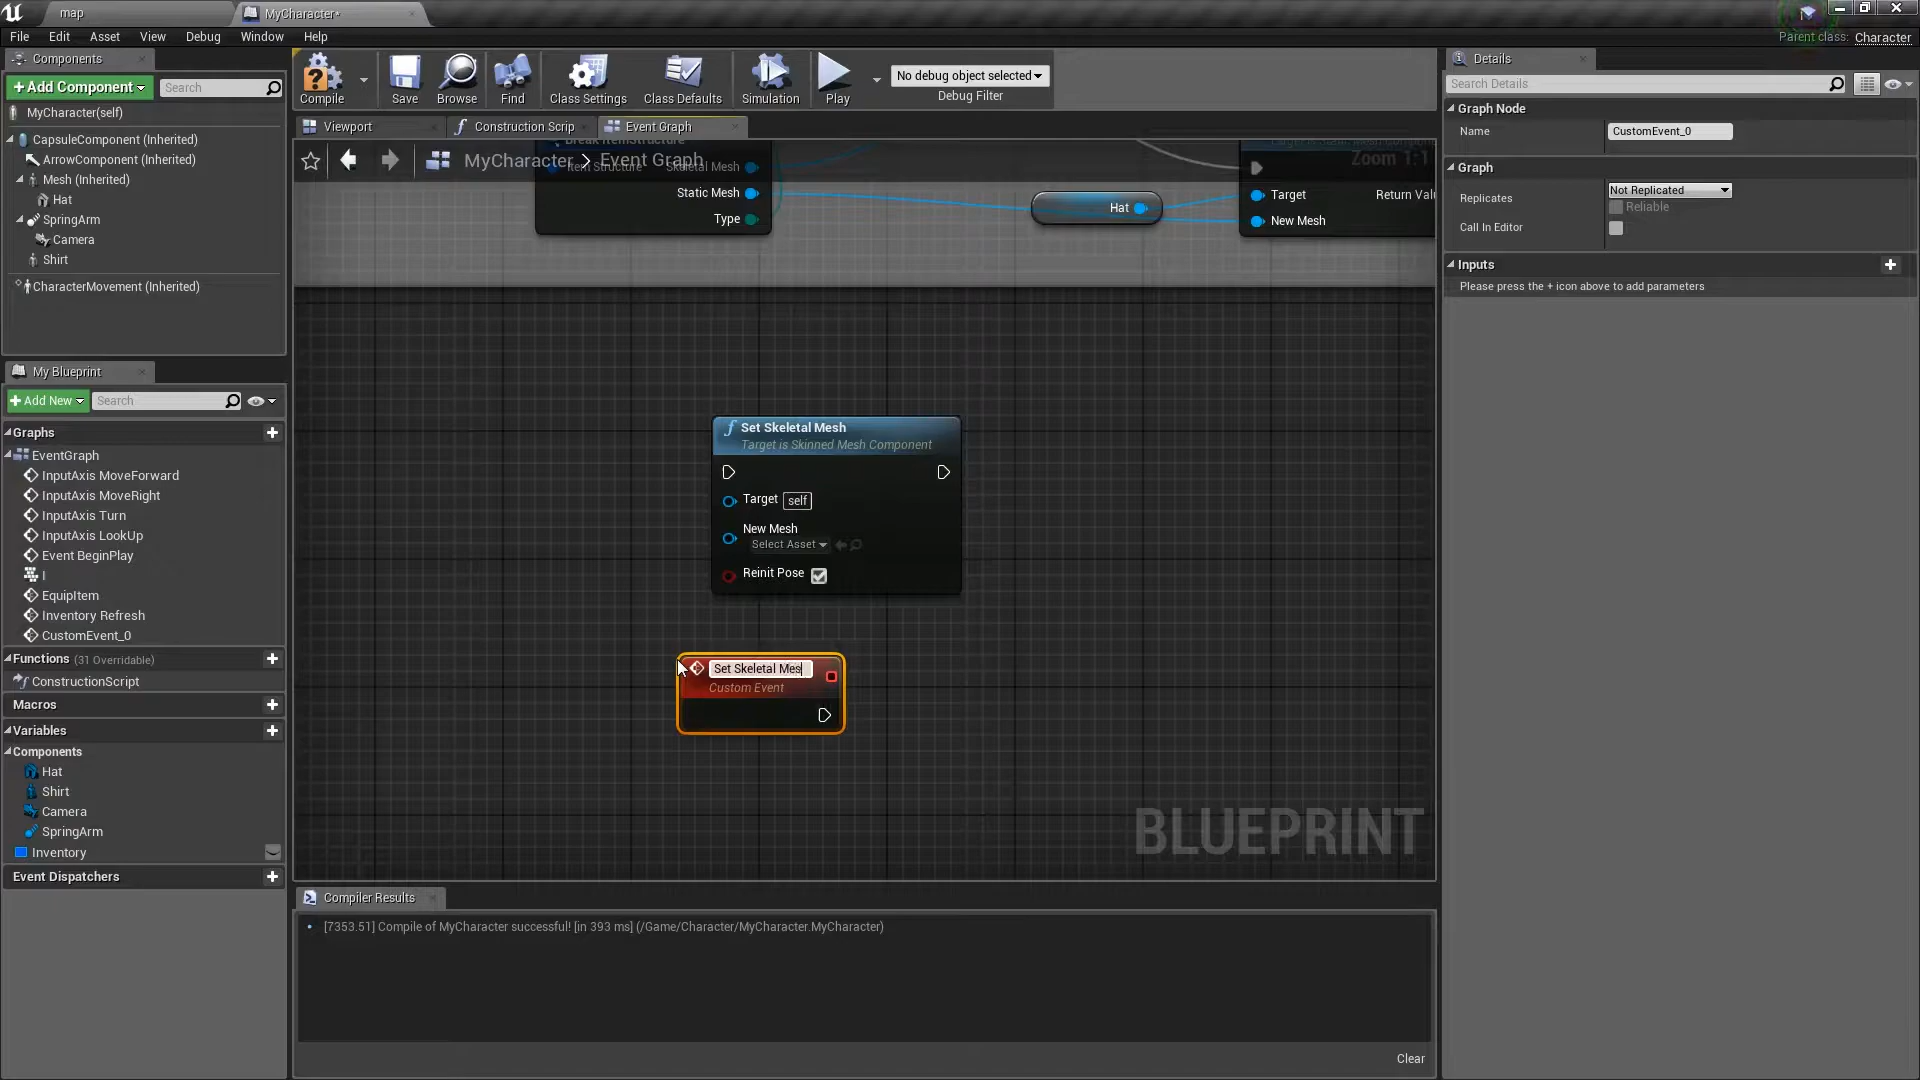 map
MyCharacter*
File Edit Asset View Debug Window Help
Parent class: Character
Components
+ Add Component
Search
MyCharacter(self)
CapsuleComponent (Inherited)
ArrowComponent (Inherited)
Mesh (Inherited)
Hat
SpringArm
Camera
Shirt
CharacterMovement (Inherited)
My Blueprint
+ Add New
Search
Graphs
EventGraph
InputAxis MoveForward
InputAxis MoveRight
InputAxis Turn
InputAxis LookUp
Event BeginPlay
I
EquipItem
Inventory Refresh
CustomEvent_0
Functions (31 Overridable)
ConstructionScript
Macros
Variables
Components
Hat
Shirt
Camera
SpringArm
Inventory
Event Dispatchers
Compile
Save
Browse
Find
Class Settings
Class Defaults
Simulation
Play
No debug object selected
Debug Filter
Viewport
Construction Scrip
Event Graph
MyCharacter > Event Graph
Zoom 1:1
Break ItemStructure
Item Structure
Skeletal Mesh
Static Mesh
Type
Hat
Target
Return Valu
New Mesh
Set Skeletal Mesh
Target is Skinned Mesh Component
Target self
New Mesh
Select Asset
Reinit Pose
Set Skeletal Mes
Custom Event
BLUEPRINT
Compiler Results
[7353.51] Compile of MyCharacter successful! [in 393 ms] (/Game/Character/MyCharacter.MyCharacter)
Clear
Details
Search Details
Graph Node
Name CustomEvent_0
Graph
Replicates Not Replicated
Reliable
Call In Editor
Inputs
Please press the + icon above to add parameters